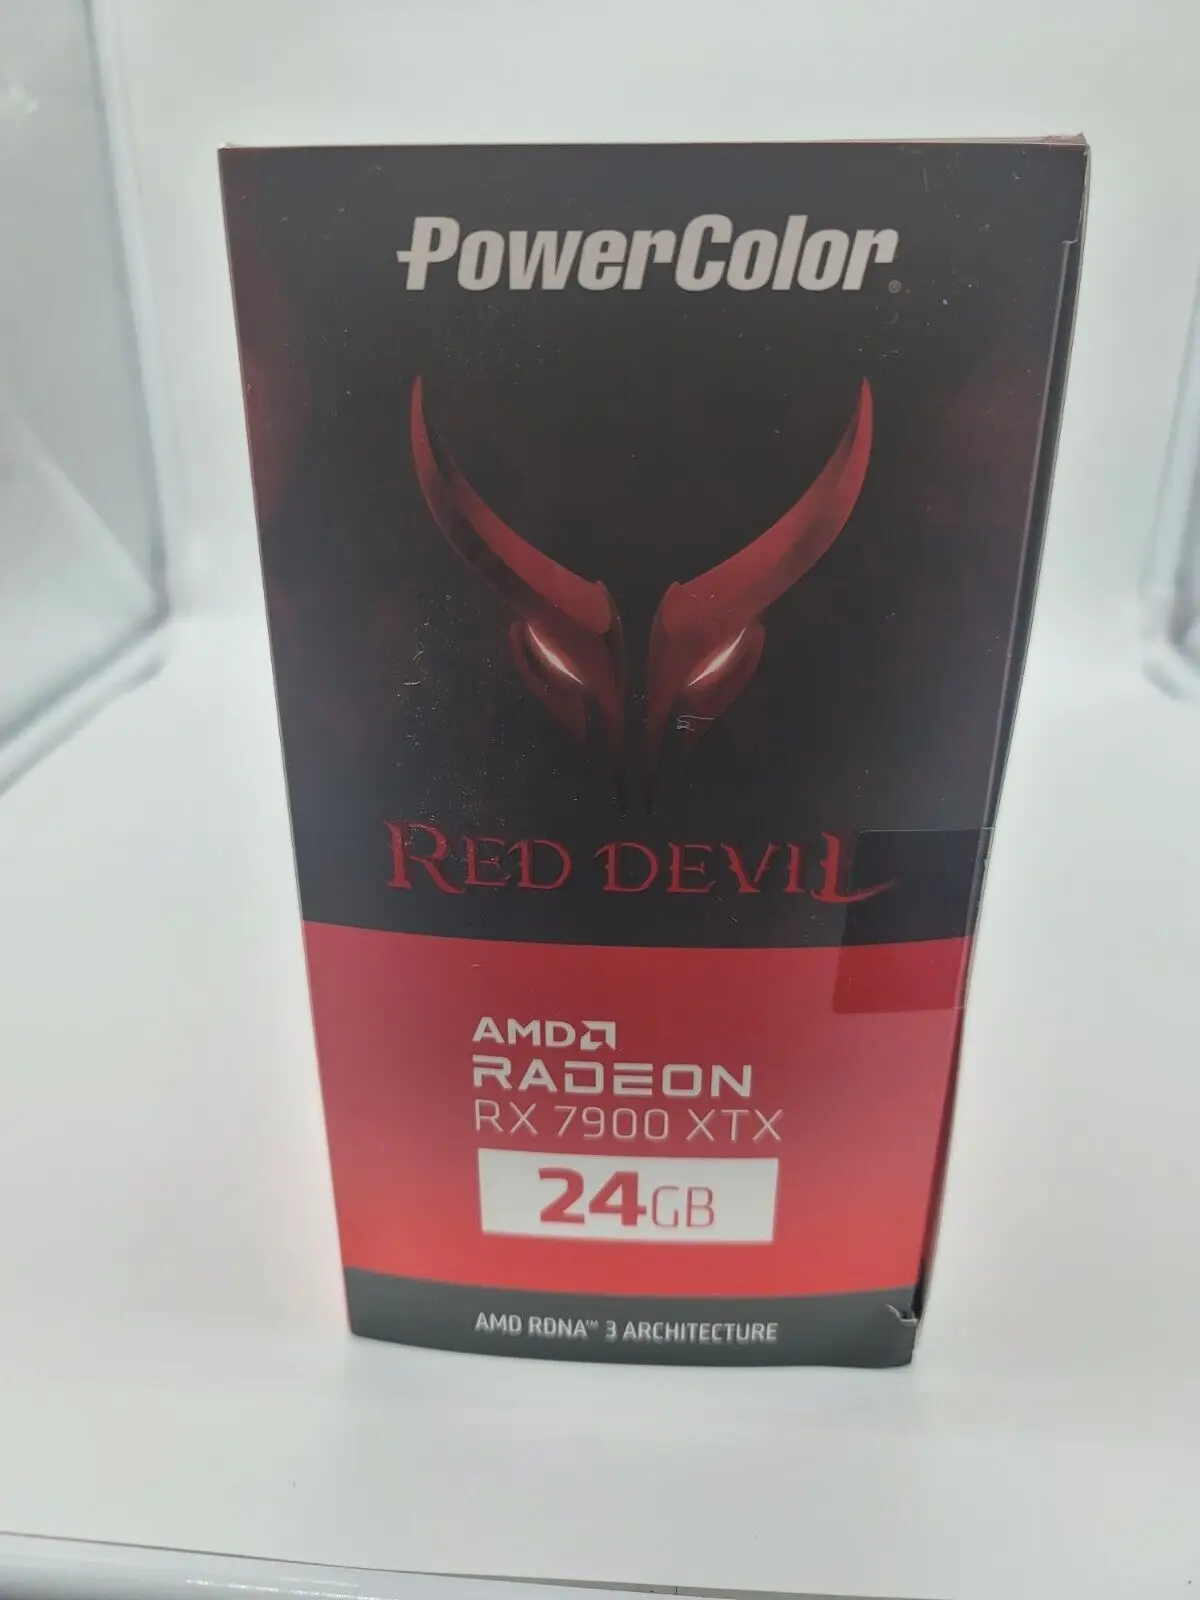 PowerColor®
RED DEVIL
AMD
RADEON
RX 7900 XTX
24GB
AMD RDNA™ 3 ARCHITECTURE